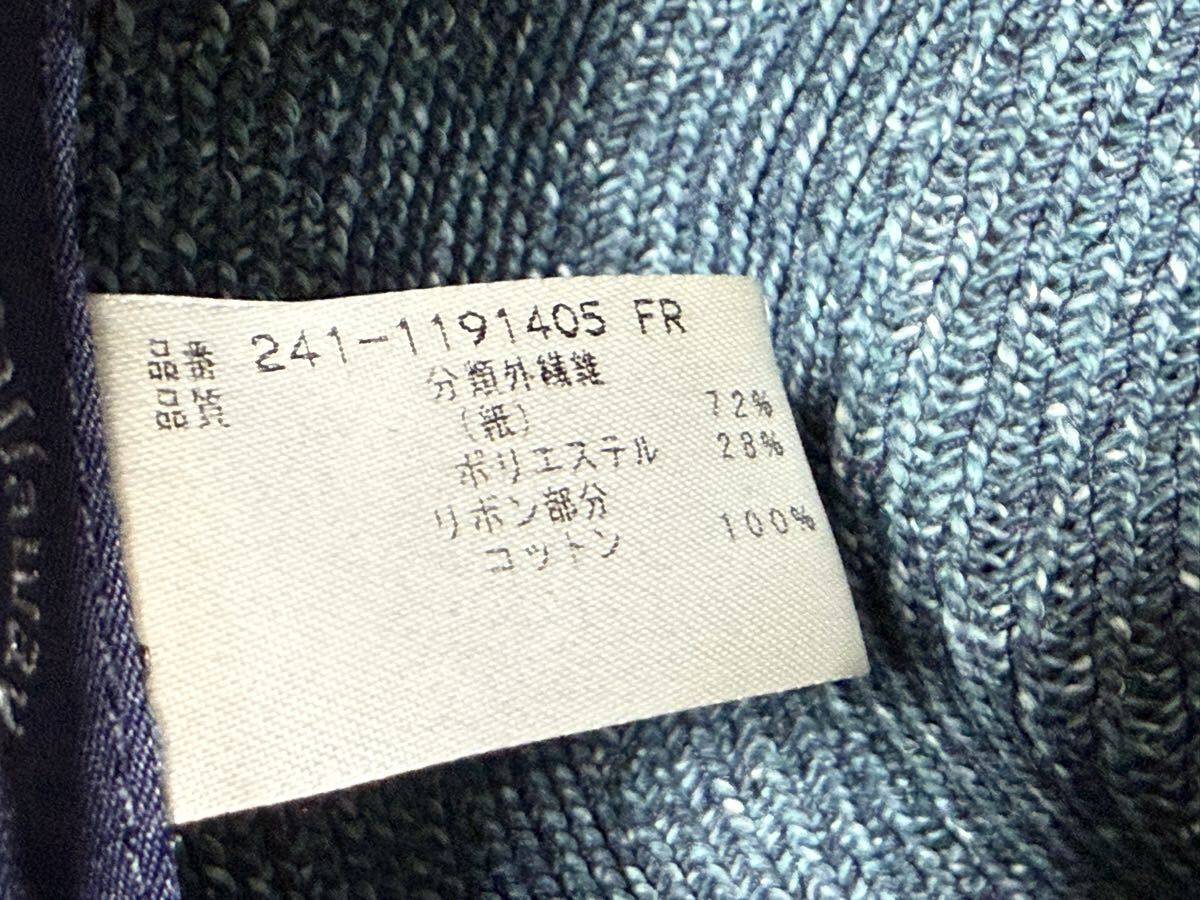 品番 241-1191405 FR
品質 分類外繊維
(紙) 72%
ポリエステル 28%
リボン部分
コットン 100%